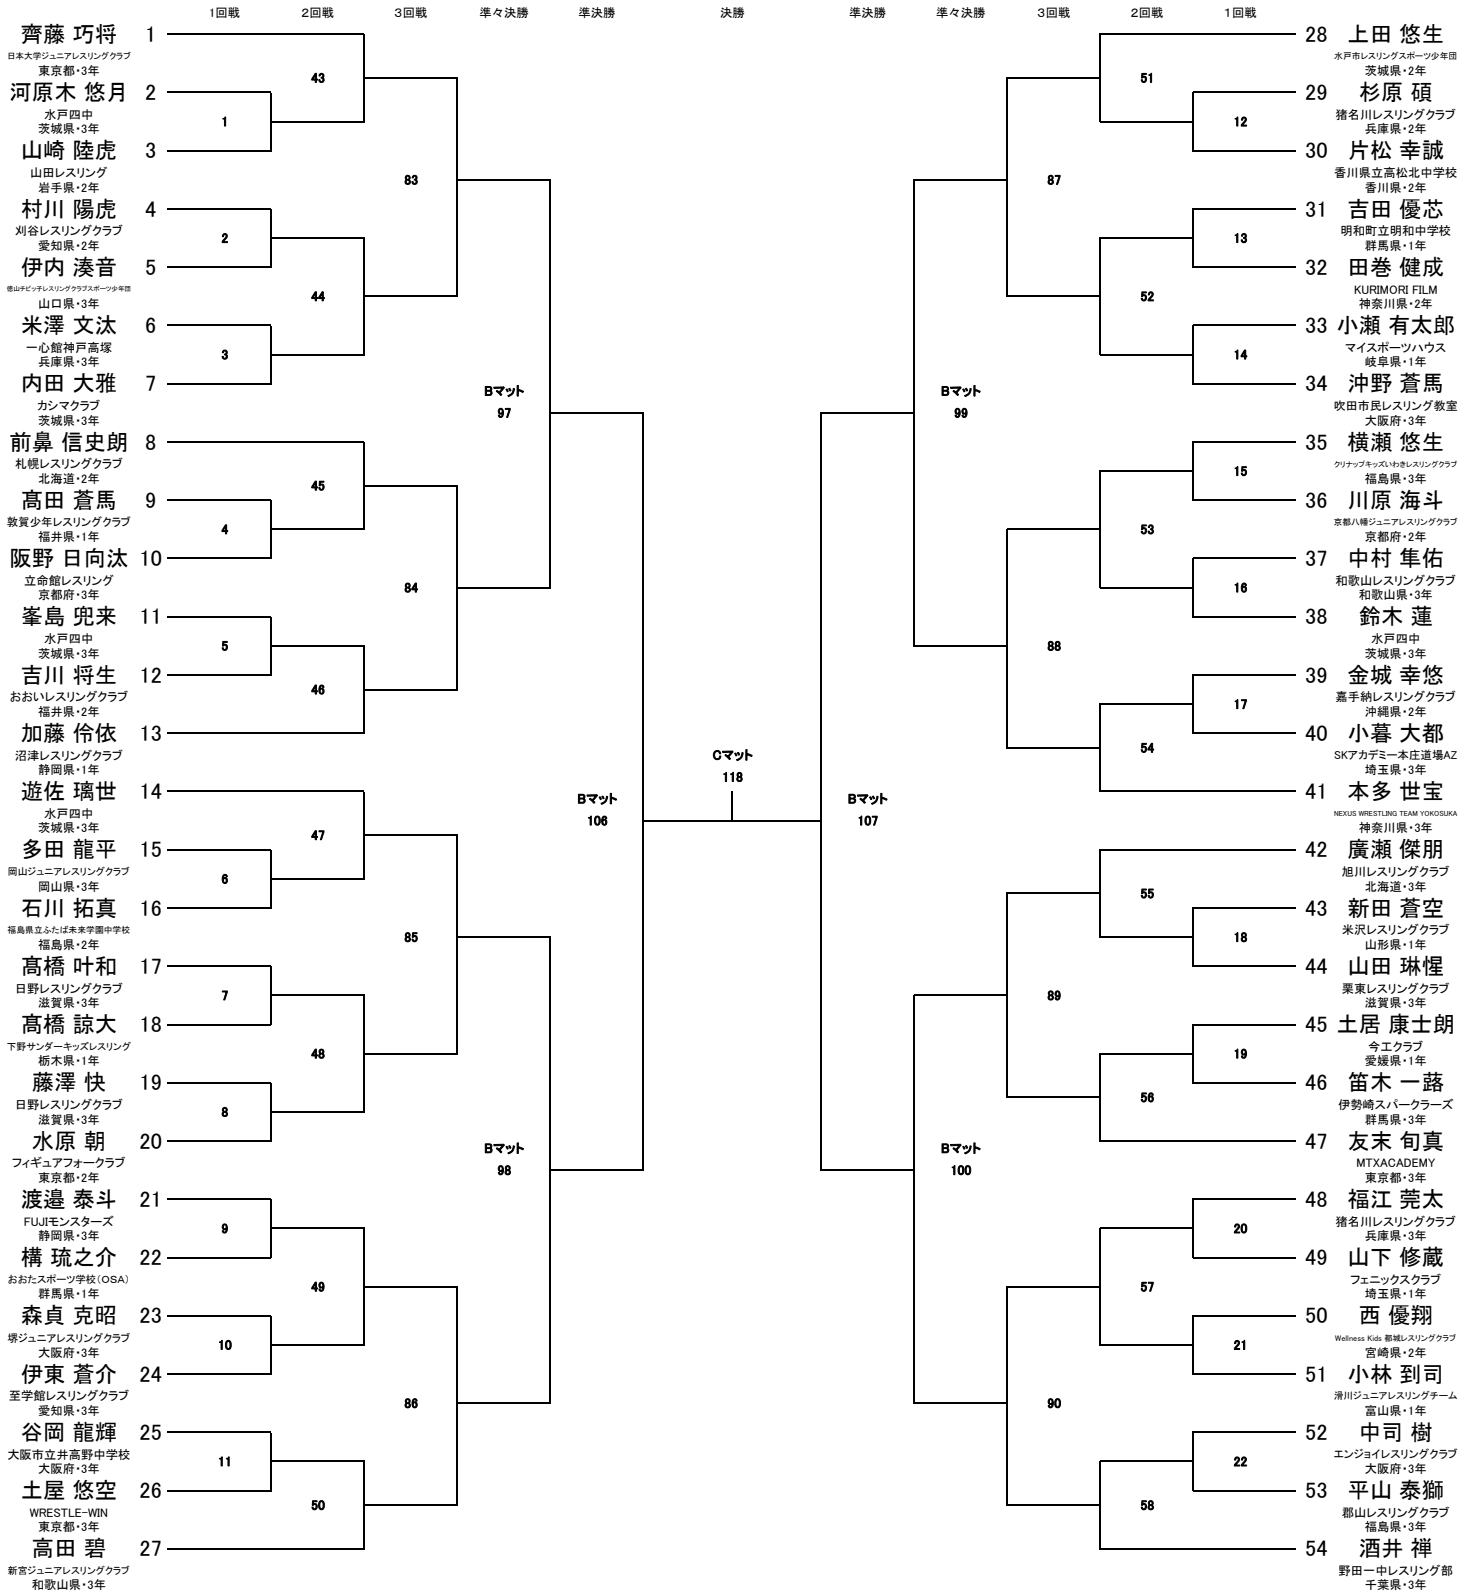 1回戦 2回戦 3回戦 準々決勝 準決勝 決勝 準決勝 準々決勝 3回戦 2回戦 1回戦
齊藤 巧将 1
日本大学ジュニアレスリングクラブ
東京都・3年
河原木 悠月 2
水戸四中
茨城県・3年
山崎 陸虎 3
山田レスリング
岩手県・2年
村川 陽虎 4
刈谷レスリングクラブ
愛知県・2年
伊内 湊音 5
徳山チビッチレスリングクラブスポーツ少年団
山口県・3年
米澤 文汰 6
一心館神戸高塚
兵庫県・3年
内田 大雅 7
カシマクラブ
茨城県・3年
前鼻 信史朗 8
札幌レスリングクラブ
北海道・2年
髙田 蒼馬 9
敦賀少年レスリングクラブ
福井県・1年
阪野 日向汰 10
立命館レスリング
京都府・3年
峯島 兜来 11
水戸四中
茨城県・3年
吉川 将生 12
おおいレスリングクラブ
福井県・2年
加藤 伶依 13
沼津レスリングクラブ
静岡県・1年
遊佐 璃世 14
水戸四中
茨城県・3年
多田 龍平 15
岡山ジュニアレスリングクラブ
岡山県・3年
石川 拓真 16
福島県立ふたば未来学園中学校
福島県・2年
髙橋 叶和 17
日野レスリングクラブ
滋賀県・3年
髙橋 諒大 18
下野サンダーキッズレスリング
栃木県・1年
藤澤 快 19
日野レスリングクラブ
滋賀県・3年
水原 朝 20
フィギュアフォークラブ
東京都・2年
渡邉 泰斗 21
FUJIモンスターズ
静岡県・3年
構 琉之介 22
おおたスポーツ学校(OSA)
群馬県・1年
森貞 克昭 23
堺ジュニアレスリングクラブ
大阪府・3年
伊東 蒼介 24
至学館レスリングクラブ
愛知県・3年
谷岡 龍輝 25
大阪市立井高野中学校
大阪府・3年
土屋 悠空 26
WRESTLE-WIN
東京都・3年
高田 碧 27
新宮ジュニアレスリングクラブ
和歌山県・3年
1
2
3
4
5
6
7
8
9
10
11
43
44
45
46
47
48
49
50
83
84
85
86
Bマット
97
Bマット
98
Bマット
106
Cマット
118
Bマット
107
Bマット
99
Bマット
100
87
88
89
90
51
52
53
54
55
56
57
58
12
13
14
15
16
17
18
19
20
21
22
28 上田 悠生
水戸市レスリングスポーツ少年団
茨城県・2年
29 杉原 碩
猪名川レスリングクラブ
兵庫県・2年
30 片松 幸誠
香川県立高松北中学校
香川県・2年
31 吉田 優芯
明和町立明和中学校
群馬県・1年
32 田巻 健成
KURIMORI FILM
神奈川県・2年
33 小瀬 有太郎
マイスポーツハウス
岐阜県・1年
34 沖野 蒼馬
吹田市民レスリング教室
大阪府・3年
35 横瀬 悠生
クリナップキッズいわきレスリングクラブ
福島県・3年
36 川原 海斗
京都八幡ジュニアレスリングクラブ
京都府・2年
37 中村 隼佑
和歌山レスリングクラブ
和歌山県・3年
38 鈴木 蓮
水戸四中
茨城県・3年
39 金城 幸悠
嘉手納レスリングクラブ
沖縄県・2年
40 小暮 大都
SKアカデミー本庄道場AZ
埼玉県・3年
41 本多 世宝
NEXUS WRESTLING TEAM YOKOSUKA
神奈川県・3年
42 廣瀬 傑朋
旭川レスリングクラブ
北海道・3年
43 新田 蒼空
米沢レスリングクラブ
山形県・1年
44 山田 琳惺
栗東レスリングクラブ
滋賀県・3年
45 土居 康士朗
今工クラブ
愛媛県・1年
46 笛木 一蕗
伊勢崎スパークラーズ
群馬県・3年
47 友末 旬真
MTXACADEMY
東京都・3年
48 福江 莞太
猪名川レスリングクラブ
兵庫県・3年
49 山下 修蔵
フェニックスクラブ
埼玉県・1年
50 西 優翔
Wellness Kids 都城レスリングクラブ
宮崎県・2年
51 小林 到司
滑川ジュニアレスリングチーム
富山県・1年
52 中司 樹
エンジョイレスリングクラブ
大阪府・3年
53 平山 泰獅
郡山レスリングクラブ
福島県・3年
54 酒井 禅
野田一中レスリング部
千葉県・3年